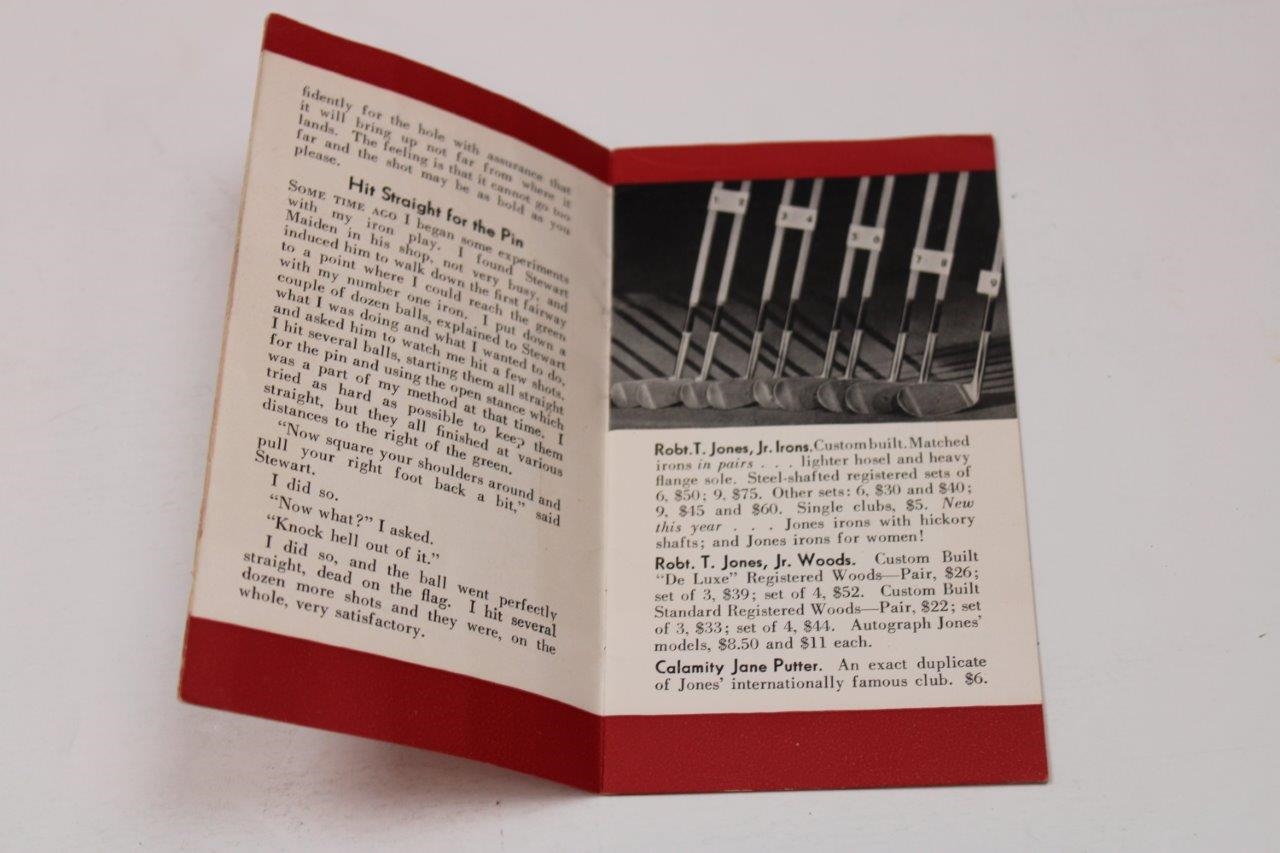 fidently for the hole with assurance that
it will bring up not far from where it
lands. The feeling is that it cannot go too
far and the shot may be as bold as you
please.
Hit Straight for the Pin
SOME TIME AGO I began some experiments
with my iron play. I found Stewart
Maiden in his shop, not very busy, and
induced him to walk down the first fairway
to a point where I could reach the green
with my number one iron. I put down a
couple of dozen balls, explained to Stewart
what I was doing and what I wanted to do,
and asked him to watch me hit a few shots.
I hit several balls, starting them all straight
for the pin and using the open stance which
was a part of my method at that time. I
tried as hard as possible to keep them
straight, but they all finished at various
distances to the right of the green.
"Now square your shoulders around and
pull your right foot back a bit," said
Stewart.
I did so.
"Now what?" I asked.
"Knock hell out of it."
I did so, and the ball went perfectly
straight, dead on the flag. I hit several
dozen more shots and they were, on the
whole, very satisfactory.
1 2
3 4
5 6
7 8
9
Robt. T. Jones, Jr. Irons. Custom built. Matched
irons in pairs . . . lighter hosel and heavy
flange sole. Steel-shafted registered sets of
6, $50; 9, $75. Other sets: 6, $30 and $40;
9, $45 and $60. Single clubs, $5. New
this year . . . Jones irons with hickory
shafts; and Jones irons for women!
Robt. T. Jones, Jr. Woods. Custom Built
"De Luxe" Registered Woods—Pair, $26;
set of 3, $39; set of 4, $52. Custom Built
Standard Registered Woods—Pair, $22; set
of 3, $33; set of 4, $44. Autograph Jones'
models, $8.50 and $11 each.
Calamity Jane Putter. An exact duplicate
of Jones' internationally famous club. $6.